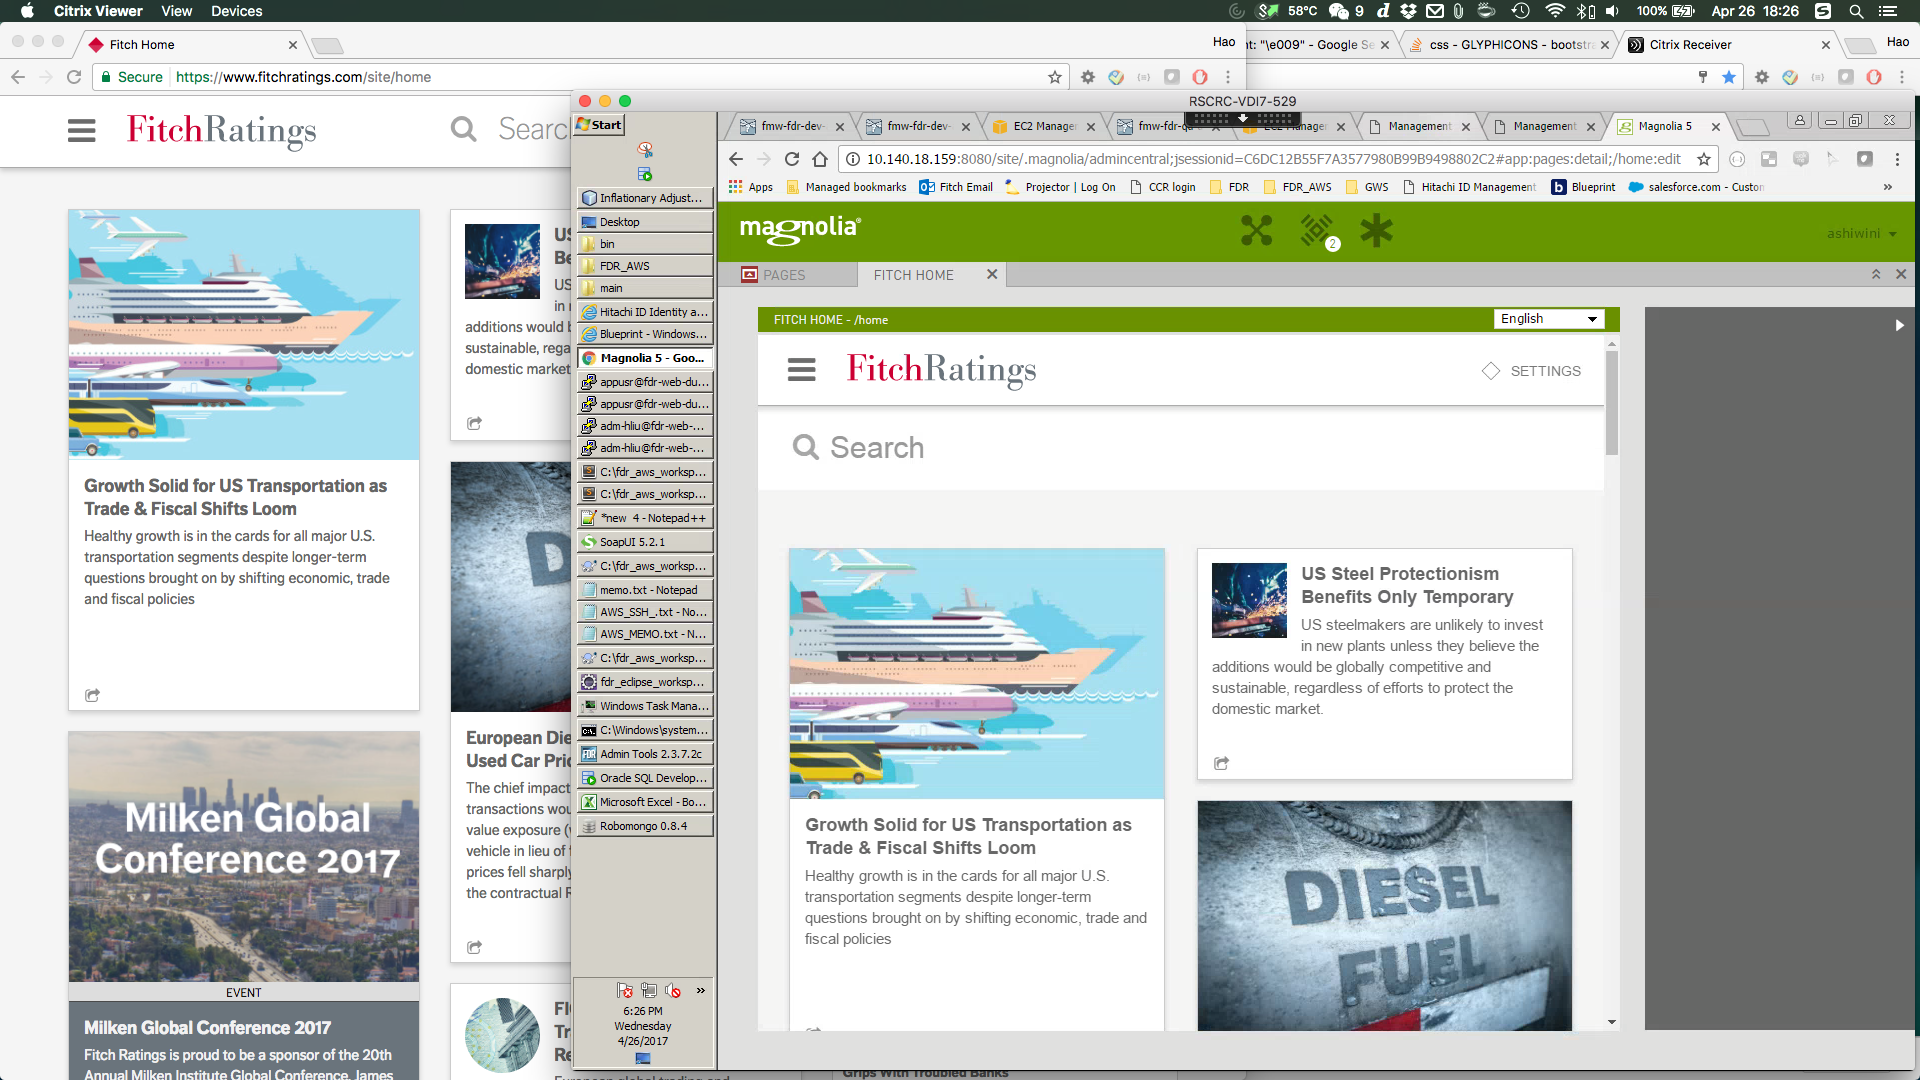 Citrix Viewer View Devices
58°C 9 100% Apr 26 18:26
Fitch Home
Hao
Secure https://www.fitchratings.com/site/home
FitchRatings
Growth Solid for US Transportation as
Trade & Fiscal Shifts Loom
Healthy growth is in the cards for all major U.S.
transportation segments despite longer-term
questions brought on by shifting economic, trade
and fiscal policies
Milken Global
Conference 2017
EVENT
Milken Global Conference 2017
Fitch Ratings is proud to be a sponsor of the 20th
Annual Milken Institute Global Conference. James
US
Be
US
in
additions would b
sustainable, rega
domestic market
D
European Die
Used Car Pric
The chief impact
transactions wou
value exposure (
vehicle in lieu of
prices fell sharply
the contractual R
Tr
Re
European global trading and
Grips With Troubled Banks
nt: "\e009" - Google Se
css - GLYPHICONS - bootstra
Citrix Receiver
Hao
RSCRC-VDI7-529
Start
Inflationary Adjust...
Desktop
bin
FDR_AWS
main
Hitachi ID Identity a...
Blueprint - Windows...
Magnolia 5 - Goo...
appusr@fdr-web-du...
appusr@fdr-web-du...
adm-hliu@fdr-web-...
adm-hliu@fdr-web-...
C:\fdr_aws_worksp...
C:\fdr_aws_worksp...
*new 4 - Notepad++
SoapUI 5.2.1
C:\fdr_aws_worksp...
memo.txt - Notepad
AWS_SSH_.txt - No...
AWS_MEMO.txt - N...
C:\fdr_aws_worksp...
fdr_eclipse_worksp...
Windows Task Mana...
C:\Windows\system...
Admin Tools 2.3.7.2c
Oracle SQL Develop...
Microsoft Excel - Bo...
Robomongo 0.8.4
6:26 PM
Wednesday
4/26/2017
fmw-fdr-dev-
fmw-fdr-dev-
EC2 Manager
fmw-fdr-qa
EC2 Manager
Management
Management
Magnolia 5
10.140.18.159:8080/site/.magnolia/admincentral;jsessionid=C6DC12B55F7A3577980B99B9498802C2#app:pages:detail;/home:edit
Apps Managed bookmarks Fitch Email Projector | Log On CCR login FDR FDR_AWS GWS Hitachi ID Management Blueprint salesforce.com - Custom »
magnolia®
2
ashiwini
PAGES
FITCH HOME
FITCH HOME - /home
English
FitchRatings
SETTINGS
Search
Growth Solid for US Transportation as
Trade & Fiscal Shifts Loom
Healthy growth is in the cards for all major U.S.
transportation segments despite longer-term
questions brought on by shifting economic, trade and
fiscal policies
US Steel Protectionism
Benefits Only Temporary
US steelmakers are unlikely to invest
in new plants unless they believe the
additions would be globally competitive and
sustainable, regardless of efforts to protect the
domestic market.
DIESEL
FUEL